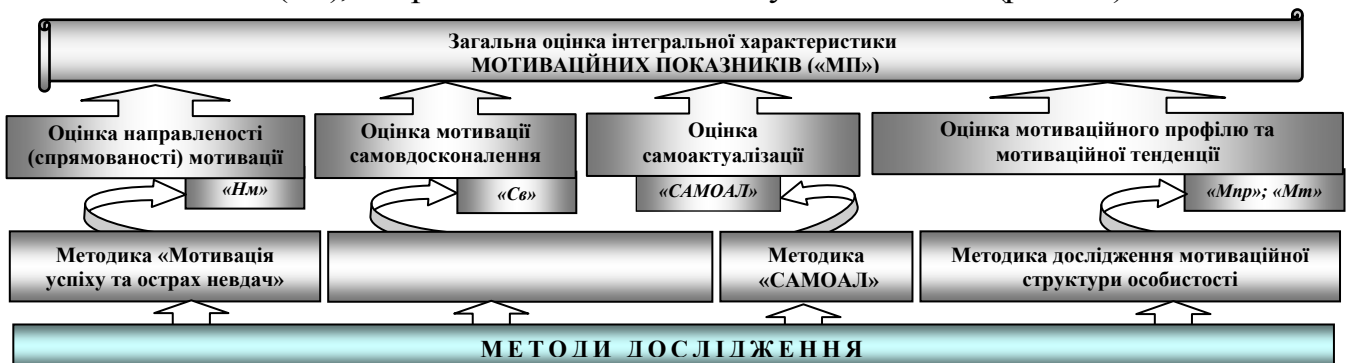 Загальна оцінка інтегральної характеристики
МОТИВАЦІЙНИХ ПОКАЗНИКІВ («МП»)
Оцінка направленості
(спрямованості) мотивації
Оцінка мотивації
самовдосконалення
Оцінка
самоактуалізації
Оцінка мотиваційного профілю та
мотиваційної тенденції
«Нм»
«Св»
«САМОАЛ»
«Мпр»; «Мт»
Методика «Мотивація
успіху та острах невдач»
Методика
«САМОАЛ»
Методика дослідження мотиваційної
структури особистості
МЕТОДИ ДОСЛІДЖЕННЯ